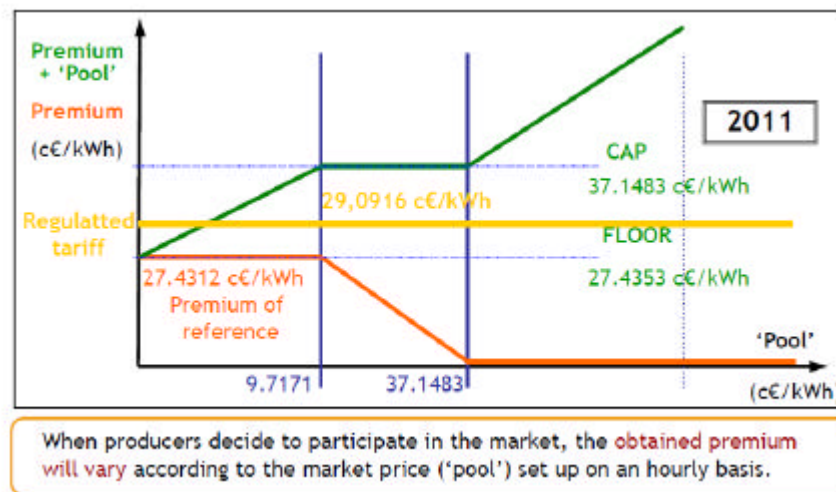 Premium
+ 'Pool'
Premium
(c€/kWh)
2011
CAP
37.1483 c€/kWh
29,0916 c€/kWh
Regulatted
tariff
FLOOR
27.4312 c€/kWh
27.4353 c€/kWh
Premium of
reference
'Pool'
9.7171
37.1483
(c€/kWh)
When producers decide to participate in the market, the obtained premium
will vary according to the market price ('pool') set up on an hourly basis.